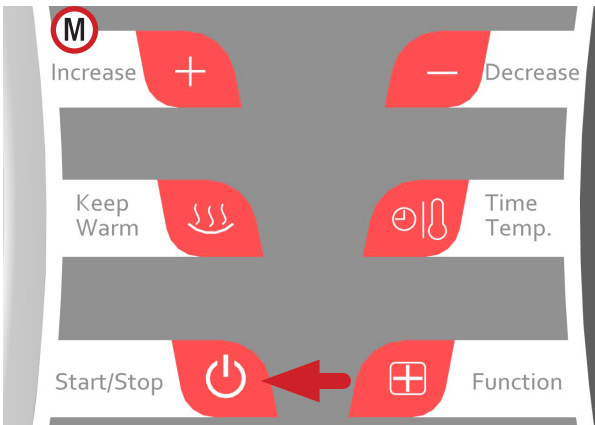 M
Increase
Decrease
Keep
Warm
Time
Temp.
Start/Stop
Function